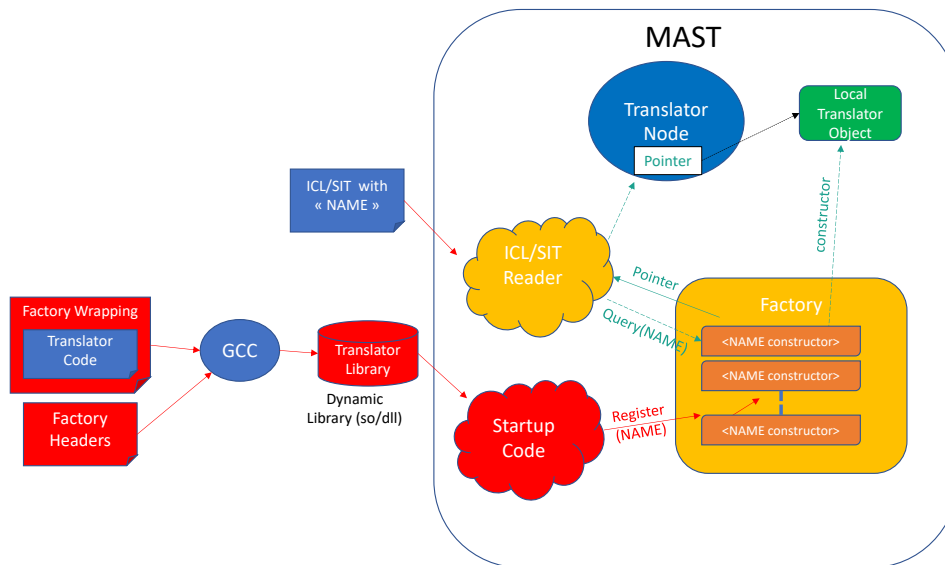 MAST
Translator
Node
Pointer
Local
Translator
Object
ICL/SIT with
« NAME »
constructor
ICL/SIT
Reader
Pointer
Query(NAME)
Factory
<NAME constructor>
<NAME constructor>
<NAME constructor>
Factory Wrapping
Translator
Code
GCC
Translator
Library
Dynamic
Library (so/dll)
Factory
Headers
Startup
Code
Register
(NAME)